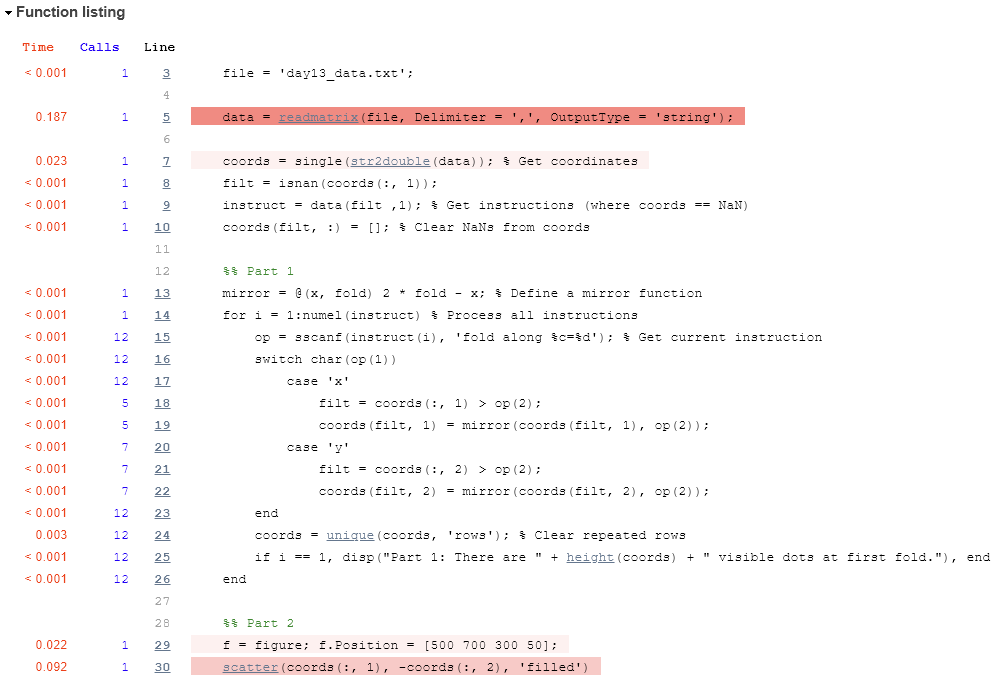 Function listing
Time Calls Line
< 0.001 1 3 file = 'day13_data.txt';
4
0.187 1 5 data = readmatrix(file, Delimiter = ',', OutputType = 'string');
6
0.023 1 7 coords = single(str2double(data)); % Get coordinates
< 0.001 1 8 filt = isnan(coords(:, 1));
< 0.001 1 9 instruct = data(filt ,1); % Get instructions (where coords == NaN)
< 0.001 1 10 coords(filt, :) = []; % Clear NaNs from coords
11
12 %% Part 1
< 0.001 1 13 mirror = @(x, fold) 2 * fold - x; % Define a mirror function
< 0.001 1 14 for i = 1:numel(instruct) % Process all instructions
< 0.001 12 15 op = sscanf(instruct(i), 'fold along %c=%d'); % Get current instruction
< 0.001 12 16 switch char(op(1))
< 0.001 12 17 case 'x'
< 0.001 5 18 filt = coords(:, 1) > op(2);
< 0.001 5 19 coords(filt, 1) = mirror(coords(filt, 1), op(2));
< 0.001 7 20 case 'y'
< 0.001 7 21 filt = coords(:, 2) > op(2);
< 0.001 7 22 coords(filt, 2) = mirror(coords(filt, 2), op(2));
< 0.001 12 23 end
0.003 12 24 coords = unique(coords, 'rows'); % Clear repeated rows
< 0.001 12 25 if i == 1, disp("Part 1: There are " + height(coords) + " visible dots at first fold."), end
< 0.001 12 26 end
27
28 %% Part 2
0.022 1 29 f = figure; f.Position = [500 700 300 50];
0.092 1 30 scatter(coords(:, 1), -coords(:, 2), 'filled')